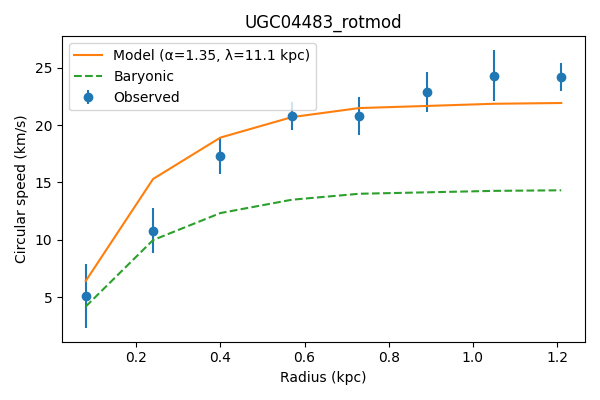 UGC04483_rotmod
Model (α=1.35, λ=11.1 kpc)
Baryonic
Observed
Circular speed (km/s)
25
20
15
10
5
0.2 0.4 0.6 0.8 1.0 1.2
Radius (kpc)